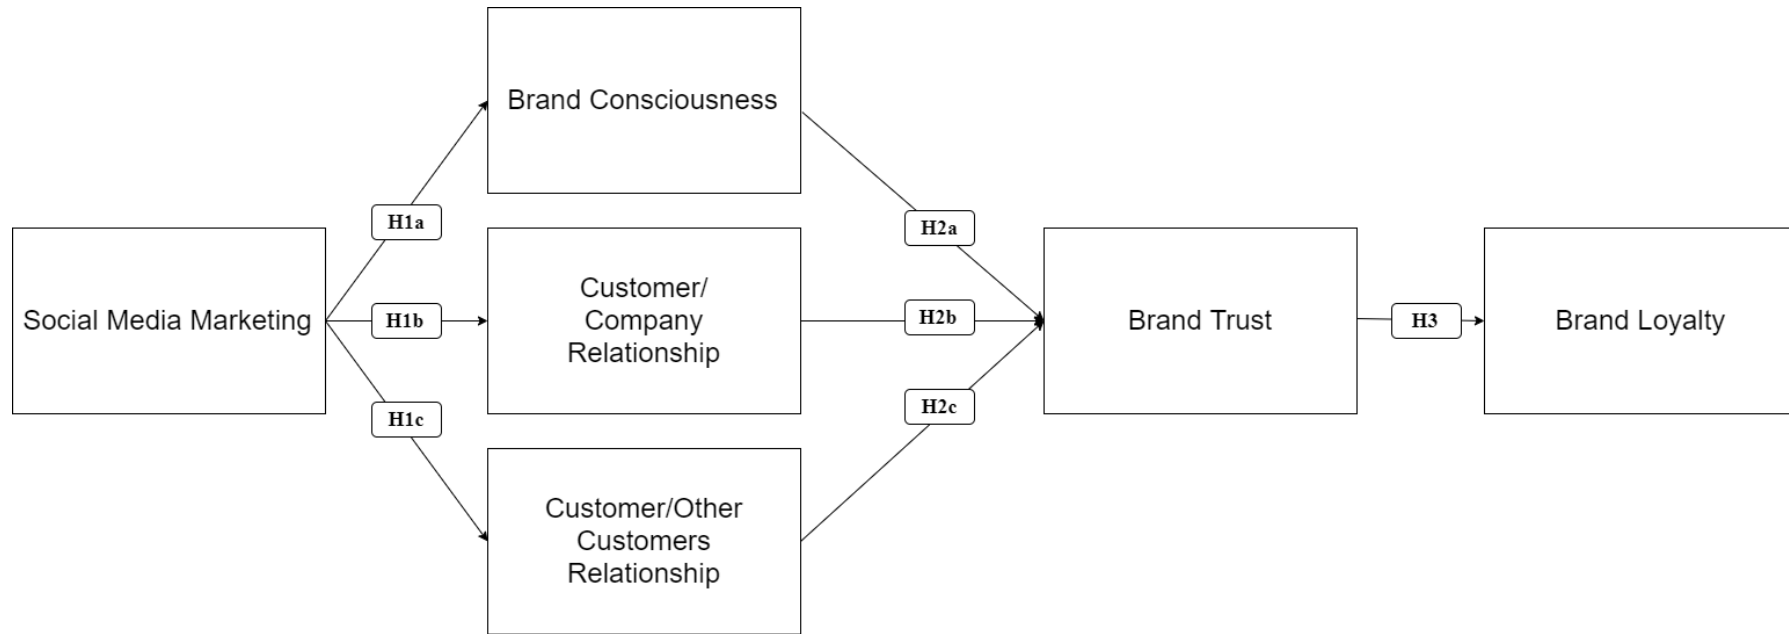 Brand Consciousness
H1a
H2a
Social Media Marketing
H1b
Customer/
Company
Relationship
H2b
Brand Trust
H3
Brand Loyalty
H1c
H2c
Customer/Other
Customers
Relationship